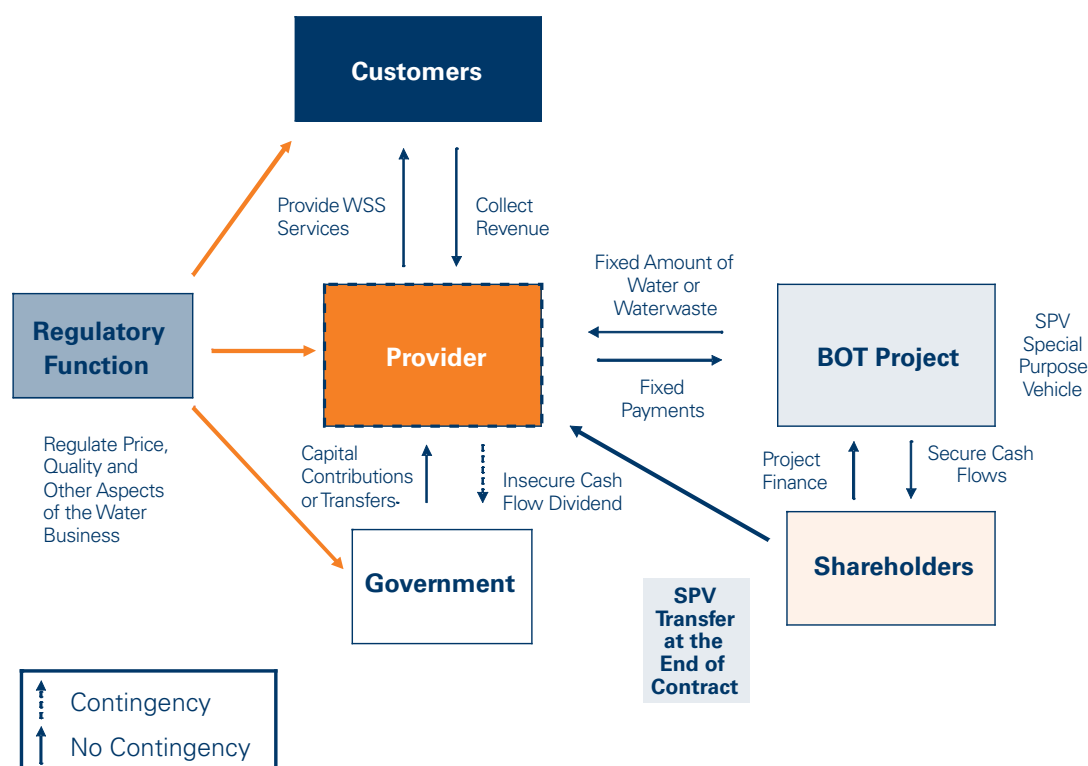 Customers
Provide WSS
Services
Collect
Revenue
Fixed Amount of
Water or
Waterwaste
Regulatory
Function
Provider
BOT Project
SPV
Special
Purpose
Vehicle
Fixed
Payments
Regulate Price,
Quality and
Other Aspects
of the Water
Business
Capital
Contributions
or Transfers-
Insecure Cash
Flow Dividend
Project
Finance
Secure Cash
Flows
Government
Shareholders
SPV
Transfer
at the
End of
Contract
Contingency
No Contingency